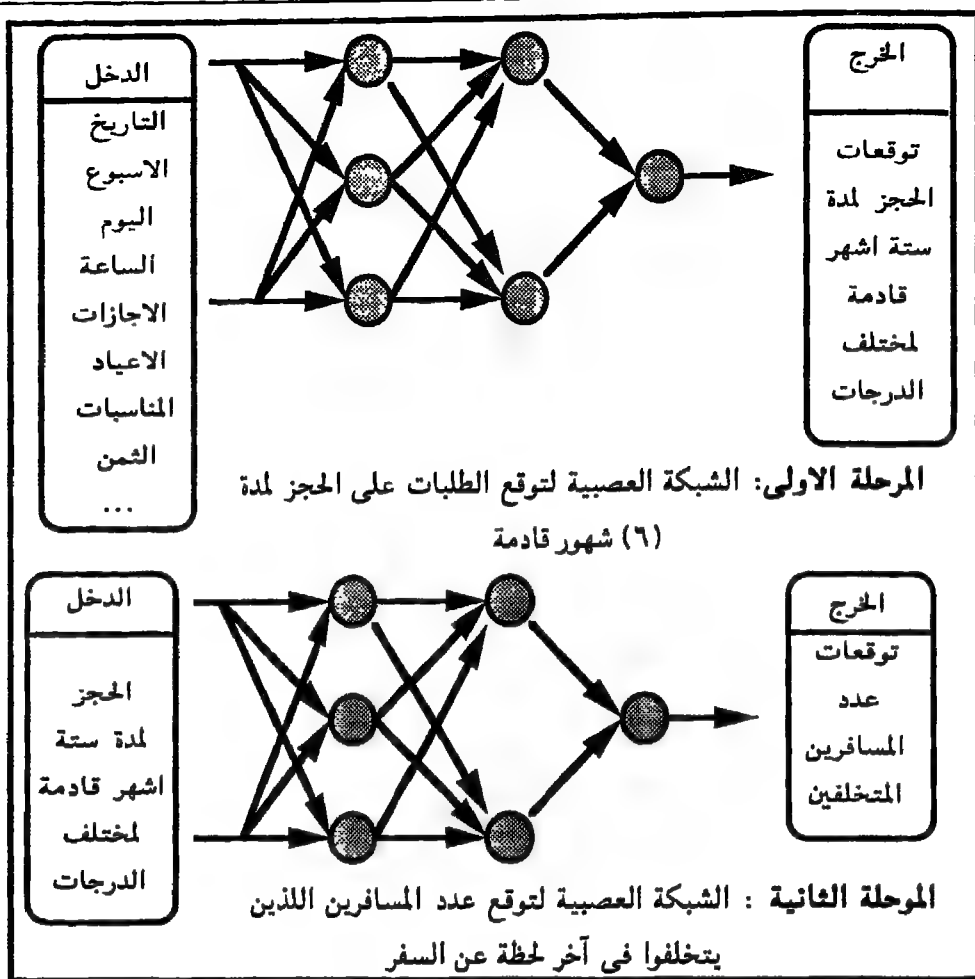 الدخل
التاريخ
الاسبوع
اليوم
الساعة
الاجازات
الاعياد
المناسبات
الثمن
...
الخرج
توقعات
الحجز لمدة
ستة اشهر
قادمة
لمختلف
الدرجات
المرحلة الاولى: الشبكة العصبية لتوقع الطلبات على الحجز لمدة
(٦) شهور قادمة
الدخل
الحجز
لمدة ستة
اشهر قادمة
لمختلف
الدرجات
الخرج
توقعات
عدد
المسافرين
المتخلفين
المرحلة الثانية : الشبكة العصبية لتوقع عدد المسافرين اللذين
يتخلفوا فى آخر لحظة عن السفر